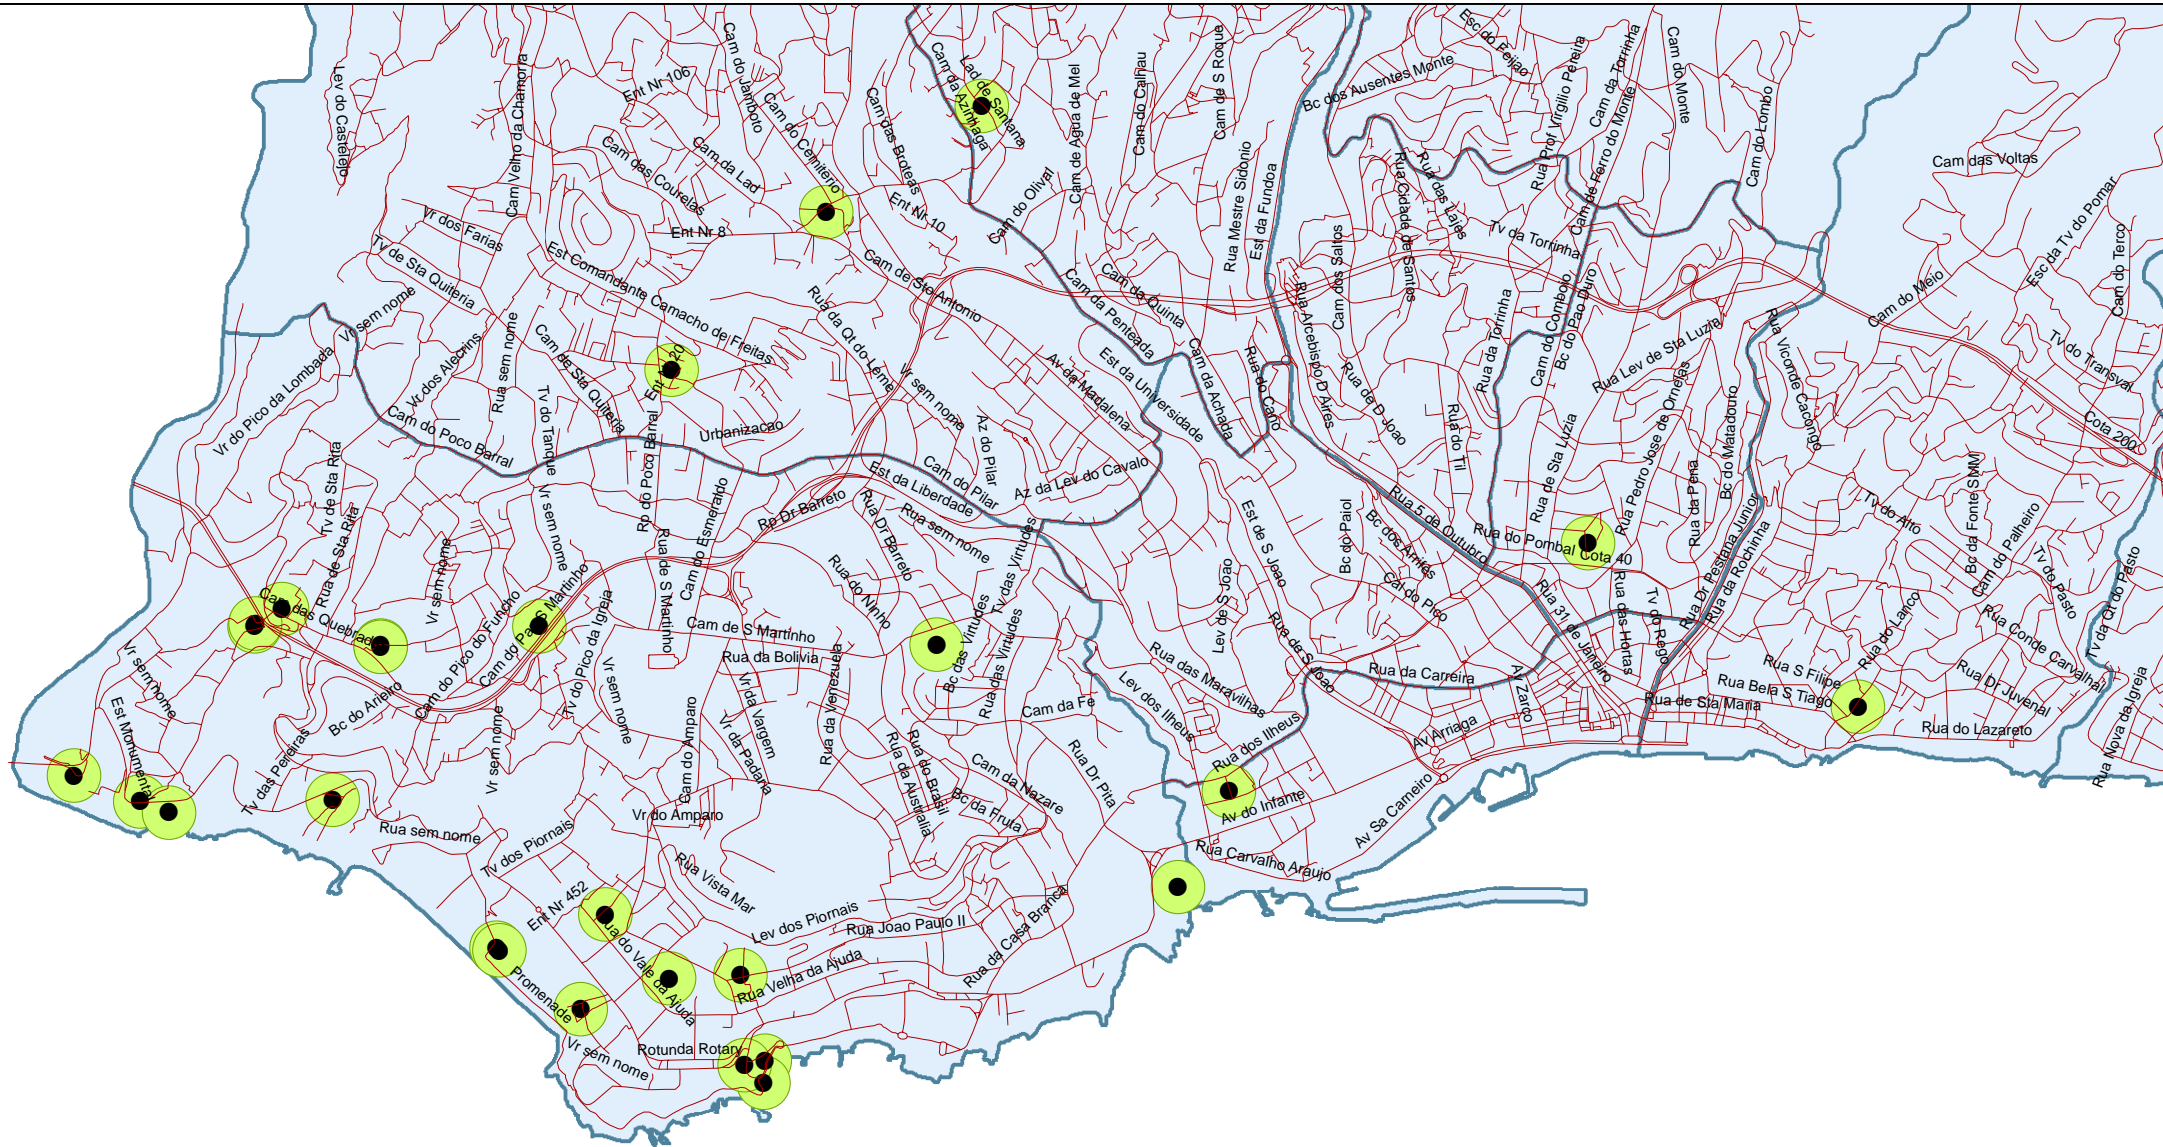 Lev do Castelejo
Cam Velho da Chamorra
Ent Nr 106
Cam do Jamboto
Cam do Cemiterio
Cam das Broteas
Cam da Azinhaga
Lad de Santana
Cam de Agua de Mel
Cam do Calhau
Cam de S Roque
Esc do Feijao
Bc dos Ausentes Monte
Rua Prof Virgilio Pereira
Cam da Torrinha
Cam do Monte
Cam do Lombo
Cam das Voltas
Cam das Courelas
Cam da Lad
Ent Nr 8
Ent Nr 10
Cam do Olival
Rua Mestre Sidonio
Est da Fundoa
Rua Cidade de Santos
Rua das Lajes
Tv da Torrinha
Cam de Ferro do Monte
Esc da Tv do Pomar
Cam do Terco
Vr dos Farias
Tv de Sta Quiteria
Est Comandante Camacho de Freitas
Cam de Sto Antonio
Cam da Penteada
Cam da Quinta
Rua Arcebispo D Aires
Cam dos Saltos
Rua da Torrinha
Cam do Comboio
Bc do Pao Duro
Cam do Meio
Vr sem nome
Vr do Pico da Lombada
Vr dos Alecrins
Rua sem nome
Cam de Sta Quiteria
Rua da Qt do Leme
Vr sem nome
Av da Madalena
Est da Universidade
Cam da Achada
Rua do Cano
Rua de D Joao
Rua do Til
Rua Lev de Sta Luzia
Rua Viconde Cacongo
Tv do Transval
Cota 200
Cam do Poco Barral
Tv do Tanque
Urbanizacao
Rp do Poco Barral
Az do Pilar
Cam do Pilar
Az da Lev do Cavalo
Est da Liberdade
Rua de Sta Luzia
Rua Pedro Jose de Ornelas
Rua da Pena
Bc do Matadouro
Tv do Alto
Bc da Fonte SMM
Cam do Palheiro
Tv de Sta Rita
Rua de Sta Rita
Vr sem nome
Vr sem nome
Cam do Esmeraldo
Rua de S Martinho
Rp Dr Barreto
Rua Dr Barreto
Rua sem nome
Tv das Virtudes
Est de S Joao
Lev de S Joao
Bc do Paiol
Bc dos Arrifes
Rua 5 de Outubro
Rua do Pombal
Cota 40
Rua Dr Pestana Junior
Rua da Rochinha
Tv do Pasto
Tv da Qt do Pasto
Cam das Quebradas
Cam do Pico do Funcho
Tv do Pico da Igreja
Cam de S Martinho
Rua da Bolivia
Rua do Ninho
Bc das Virtudes
Rua das Virtudes
Rua das Maravilhas
Rua de S Joao
Cal do Pico
Rua 31 de Janeiro
Rua das Hortas
Tv do Rego
Rua do Lanco
Rua Conde Carvalhal
Rua S Filipe
Rua Dr Juvenal
Vr sem nome
Est Monumental
Bc do Arieiro
Tv das Pereiras
Vr sem nome
Vr sem nome
Cam do Amparo
Vr da Vargem
Vr da Padaria
Rua da Venezuela
Cam da Fe
Lev dos Ilheus
Rua dos Ilheus
Rua da Carreira
Av Zarco
Av Arriaga
Rua de Sta Maria
Rua Bela S Tiago
Rua do Lazareto
Rua Nova da Igreja
Rua sem nome
Tv dos Piornais
Vr do Amparo
Rua da Australia
Rua do Brasil
Bc da Fruta
Cam da Nazare
Rua Dr Pita
Av do Infante
Av Sa Carneiro
Rua Carvalho Araujo
Rua Vista Mar
Ent Nr 452
Lev dos Piornais
Rua Joao Paulo II
Rua da Casa Branca
Rua do Vale da Ajuda
Rua Velha da Ajuda
Promenade
Vr sem nome
Rotunda Rotary